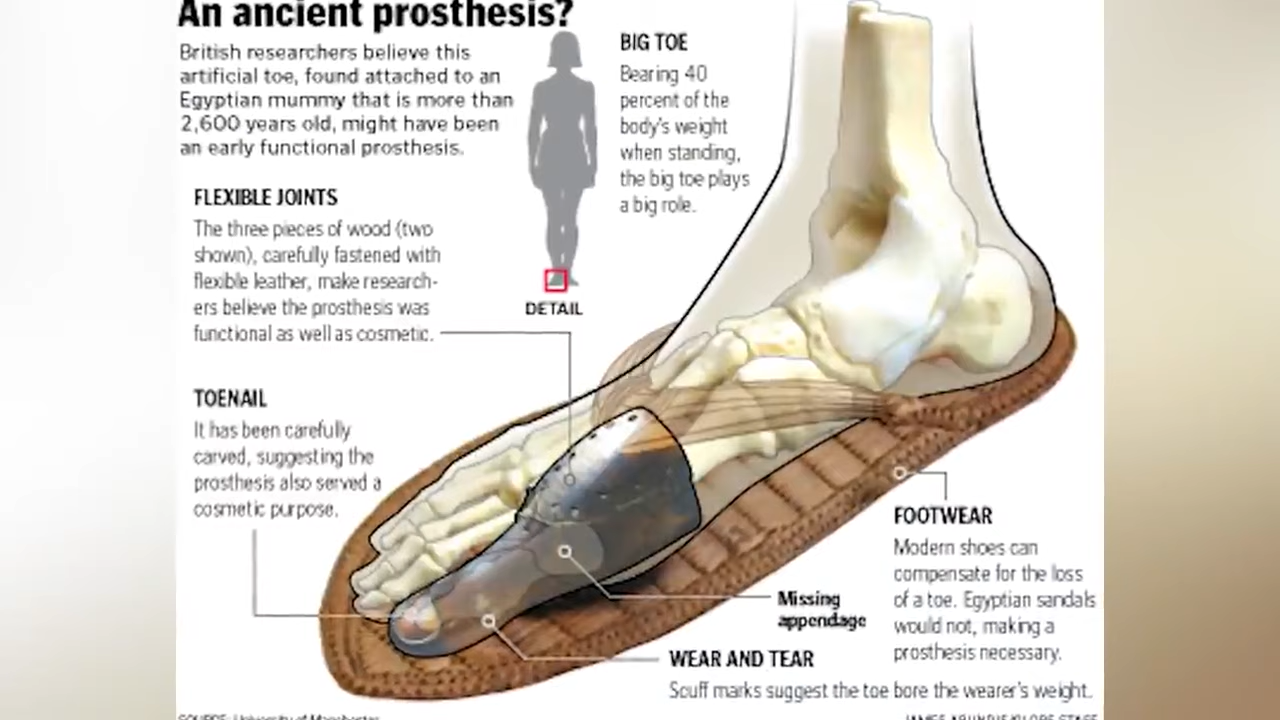 An ancient prosthesis?
British researchers believe this
artificial toe, found attached to an
Egyptian mummy that is more than
2,600 years old, might have been
an early functional prosthesis.
FLEXIBLE JOINTS
The three pieces of wood (two
shown), carefully fastened with
flexible leather, make research-
ers believe the prosthesis was
functional as well as cosmetic.
TOENAIL
It has been carefully
carved, suggesting the
prosthesis also served a
cosmetic purpose.
DETAIL
BIG TOE
Bearing 40
percent of the
body's weight
when standing,
the big toe plays
a big role.
FOOTWEAR
Modern shoes can
compensate for the loss
of a toe. Egyptian sandals
would not, making a
prosthesis necessary.
Missing
appendage
WEAR AND TEAR
Scuff marks suggest the toe bore the wearer's weight.
SOURCE: University of Manchester